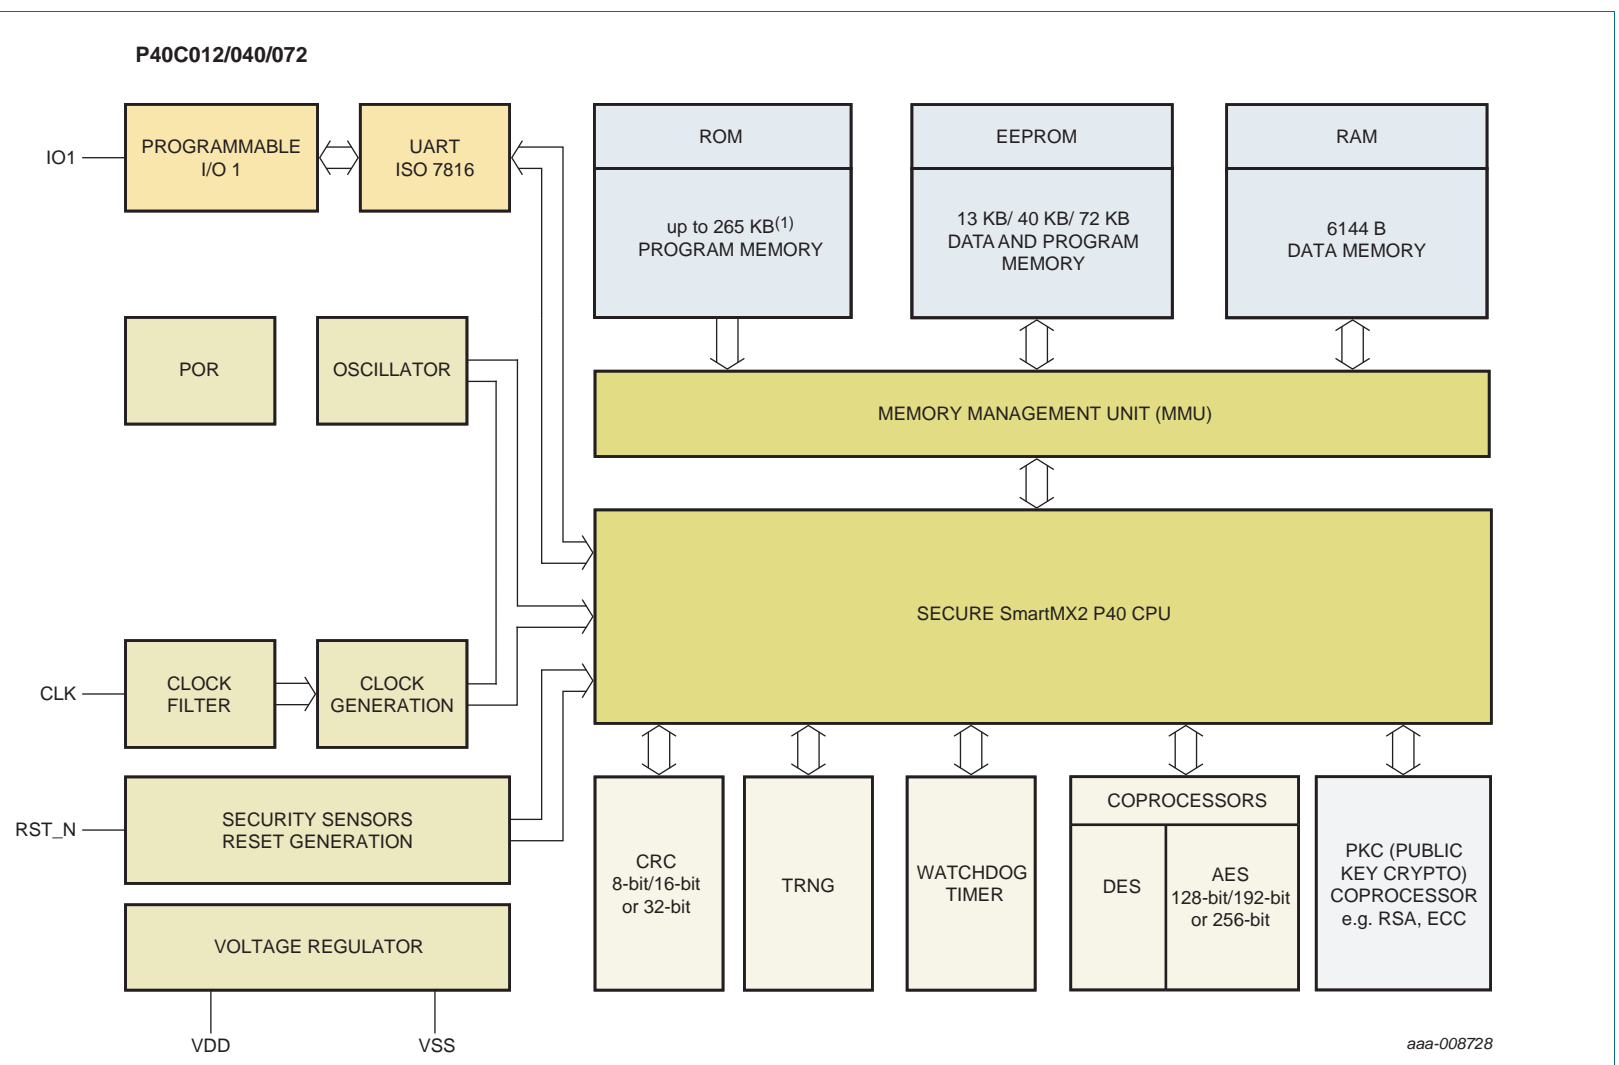 P40C012/040/072
IO1
PROGRAMMABLE
I/O 1
UART
ISO 7816
ROM
up to 265 KB(1)
PROGRAM MEMORY
EEPROM
13 KB/ 40 KB/ 72 KB
DATA AND PROGRAM
MEMORY
RAM
6144 B
DATA MEMORY
POR
OSCILLATOR
MEMORY MANAGEMENT UNIT (MMU)
SECURE SmartMX2 P40 CPU
CLK
CLOCK
FILTER
CLOCK
GENERATION
RST_N
SECURITY SENSORS
RESET GENERATION
VOLTAGE REGULATOR
VDD
VSS
CRC
8-bit/16-bit
or 32-bit
TRNG
WATCHDOG
TIMER
COPROCESSORS
DES
AES
128-bit/192-bit
or 256-bit
PKC (PUBLIC
KEY CRYPTO)
COPROCESSOR
e.g. RSA, ECC
aaa-008728